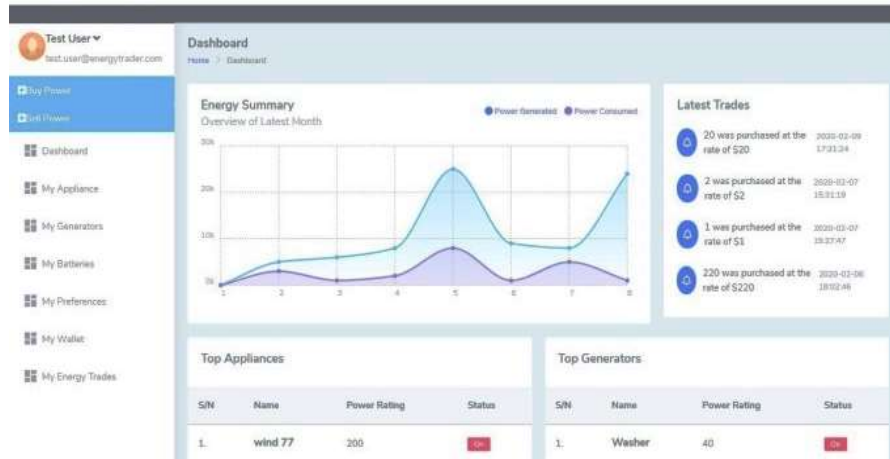 Test User
test.user@energytrader.com
Buy Power
Sell Power
Dashboard
My Appliance
My Generators
My Batteries
My Preferences
My Wallet
My Energy Trades
Dashboard
Home > Dashboard
Energy Summary
Overview of Latest Month
Power Generated Power Consumed
30k
20k
10k
0k
1 2 3 4 5 6 7 8
Latest Trades
20 was purchased at the rate of $20
2020-02-09
17:31:24
2 was purchased at the rate of $2
2020-02-07
15:31:19
1 was purchased at the rate of $1
2020-02-07
220 was purchased at the rate of $220
2020-02-06
18:02:46
Top Appliances
S/N Name Power Rating Status
1. wind 77 200 On
Top Generators
S/N Name Power Rating Status
1. Washer 40 On